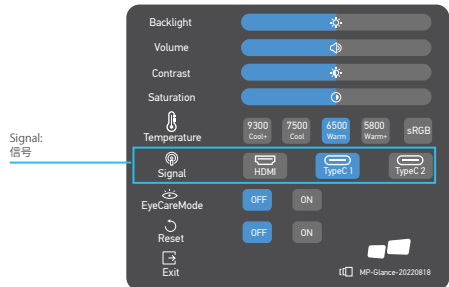 Backlight
Volume
Contrast
Saturation
Temperature
9300 Cool+
7500 Cool
6500 Warm
5800 Warm+
sRGB
Signal:
信号
Signal
HDMI
TypeC 1
TypeC 2
EyeCareMode
OFF
ON
Reset
OFF
ON
Exit
MP-Glance-20220818